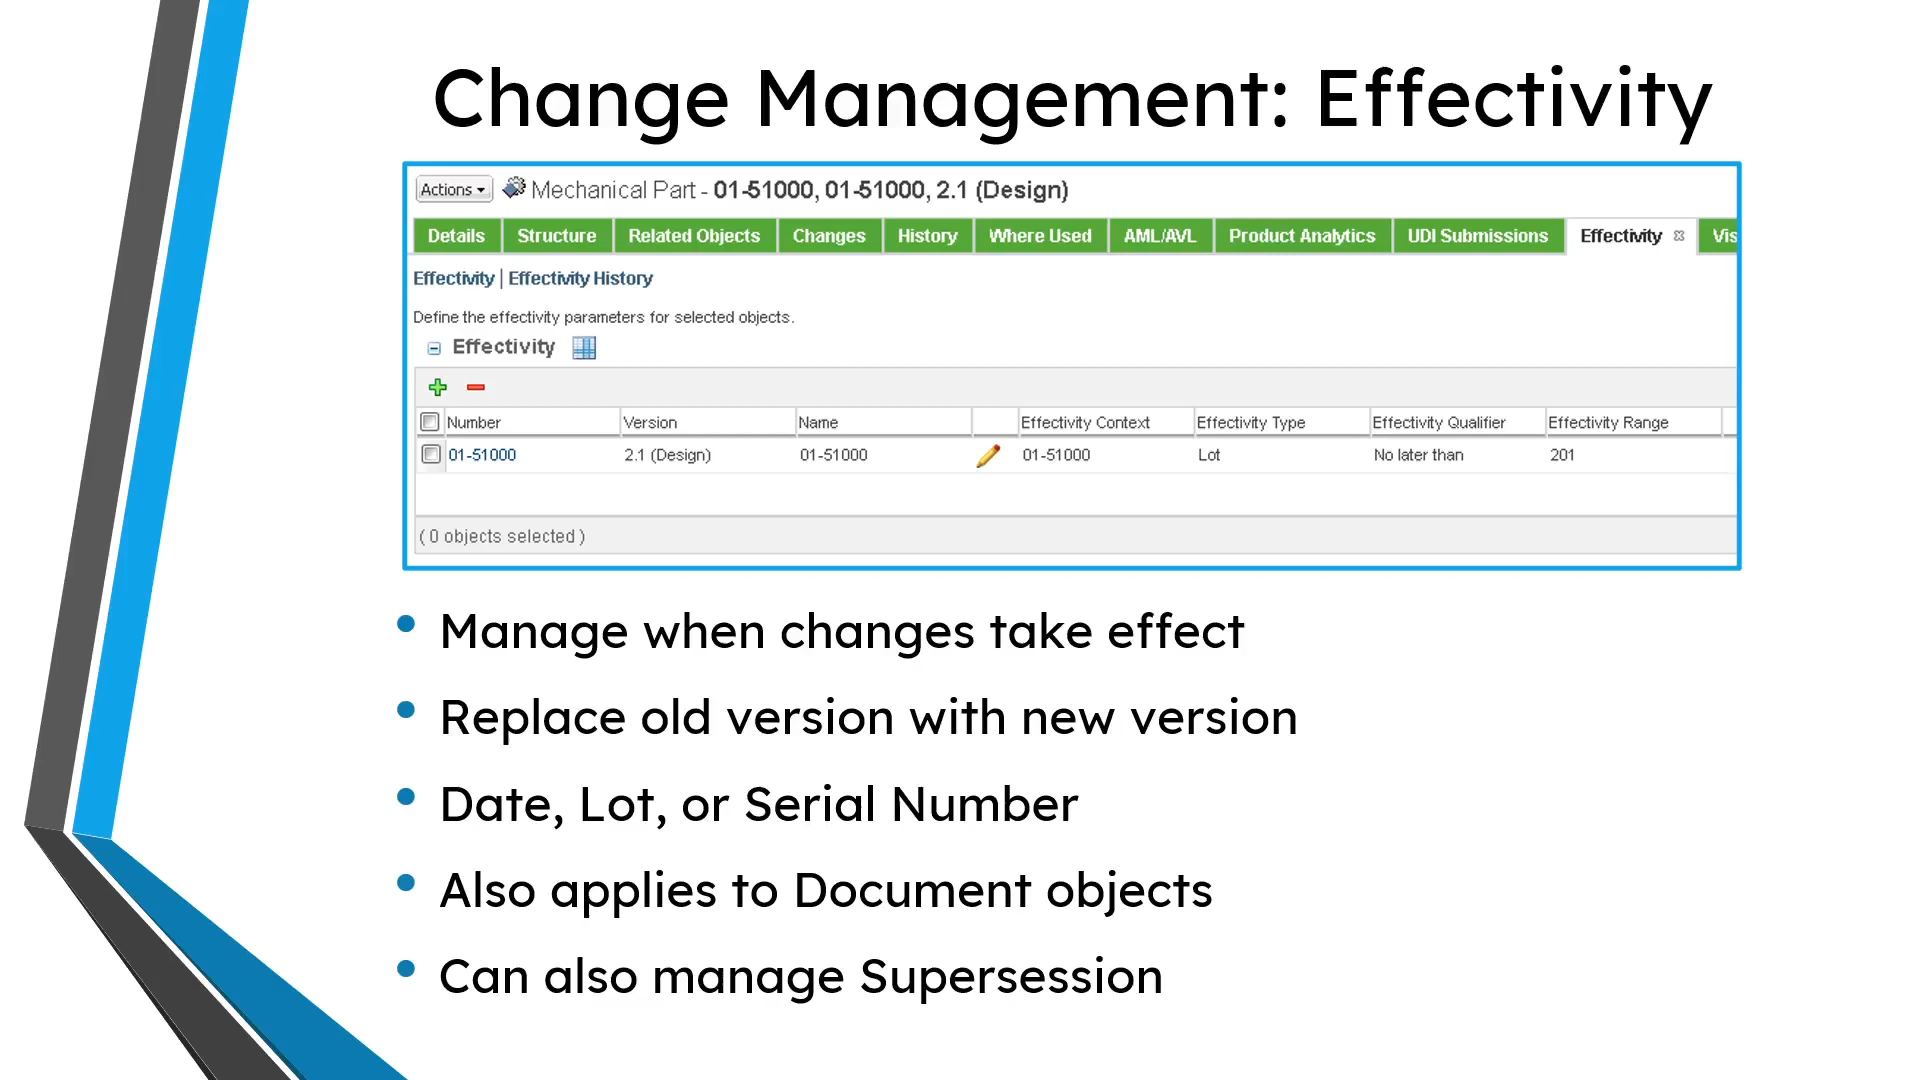 Change Management: Effectivity
Actions Mechanical Part - 01-51000, 01-51000, 2.1 (Design)
Details Structure Related Objects Changes History Where Used AML/AVL Product Analytics UDI Submissions Effectivity Vis
Effectivity | Effectivity History
Define the effectivity parameters for selected objects.
Effectivity
Number Version Name Effectivity Context Effectivity Type Effectivity Qualifier Effectivity Range
01-51000 2.1 (Design) 01-51000 01-51000 Lot No later than 201
( 0 objects selected )
• Manage when changes take effect
• Replace old version with new version
• Date, Lot, or Serial Number
• Also applies to Document objects
• Can also manage Supersession